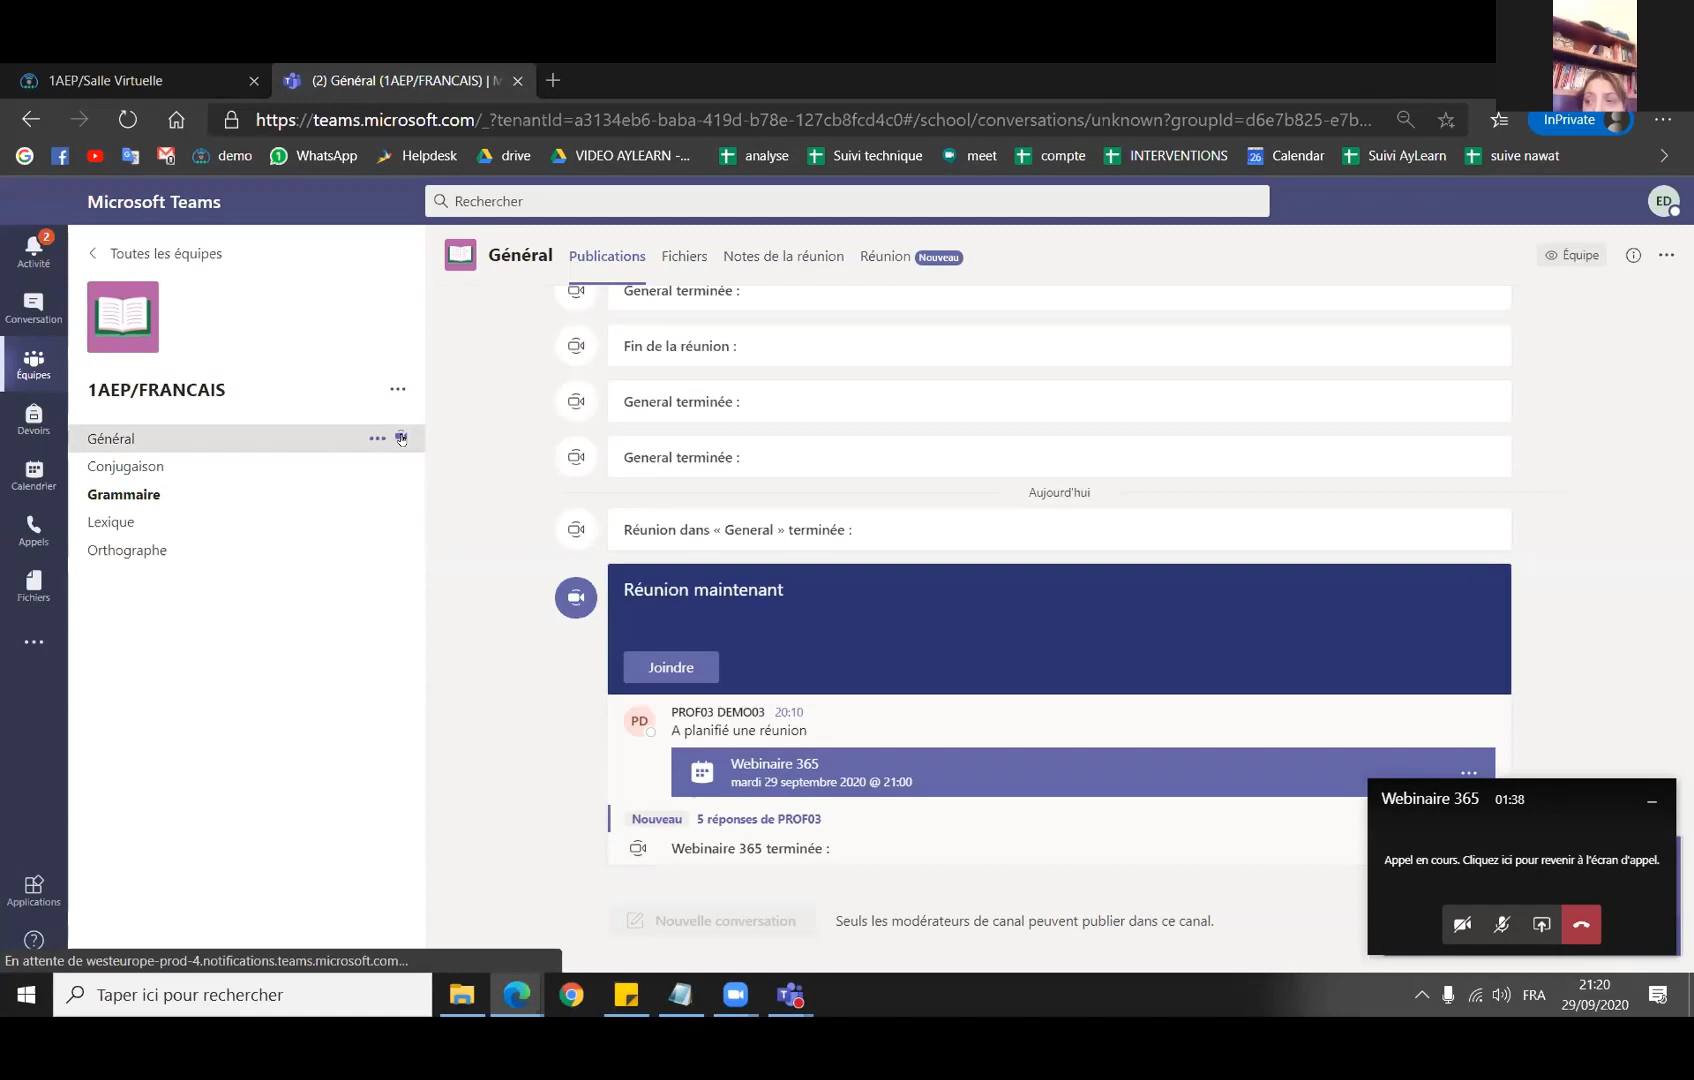 1AEP/Salle Virtuelle
(2) Général (1AEP/FRANCAIS) | M
https://teams.microsoft.com/_?tenantId=a3134eb6-baba-419d-b78e-127cb8fcd4c0#/school/conversations/unknown?groupId=d6e7b825-e7b...
InPrivate
demo
WhatsApp
Helpdesk
drive
VIDEO AYLEARN -...
analyse
Suivi technique
meet
compte
INTERVENTIONS
26
Calendar
Suivi AyLearn
suive nawat
Microsoft Teams
Rechercher
ED
2
Activité
Conversation
Équipes
Devoirs
Calendrier
Appels
Fichiers
Applications
Toutes les équipes
1AEP/FRANCAIS
Général
Conjugaison
Grammaire
Lexique
Orthographe
Général
Publications
Fichiers
Notes de la réunion
Réunion
Nouveau
Équipe
General terminée :
Fin de la réunion :
General terminée :
General terminée :
Aujourd'hui
Réunion dans « General » terminée :
Réunion maintenant
Joindre
PD
PROF03 DEMO03 20:10
A planifié une réunion
Webinaire 365
mardi 29 septembre 2020 @ 21:00
Nouveau 5 réponses de PROF03
Webinaire 365 terminée :
Nouvelle conversation
Seuls les modérateurs de canal peuvent publier dans ce canal.
Webinaire 365 01:38
Appel en cours. Cliquez ici pour revenir à l'écran d'appel.
En attente de westeurope-prod-4.notifications.teams.microsoft.com...
Taper ici pour rechercher
FRA
21:20
29/09/2020